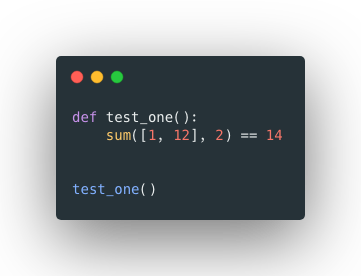 def test_one():
    sum([1, 12], 2) == 14
test_one()